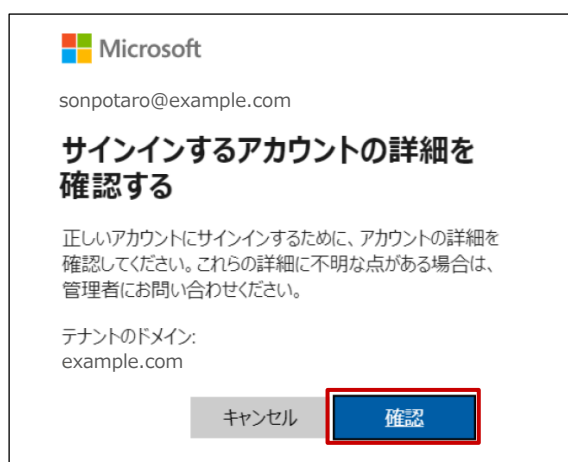 Microsoft
sonpotaro@example.com
サインインするアカウントの詳細を
確認する
正しいアカウントにサインインするために、アカウントの詳細を
確認してください。これらの詳細に不明な点がある場合は、
管理者にお問い合わせください。
テナントのドメイン:
example.com
キャンセル 確認